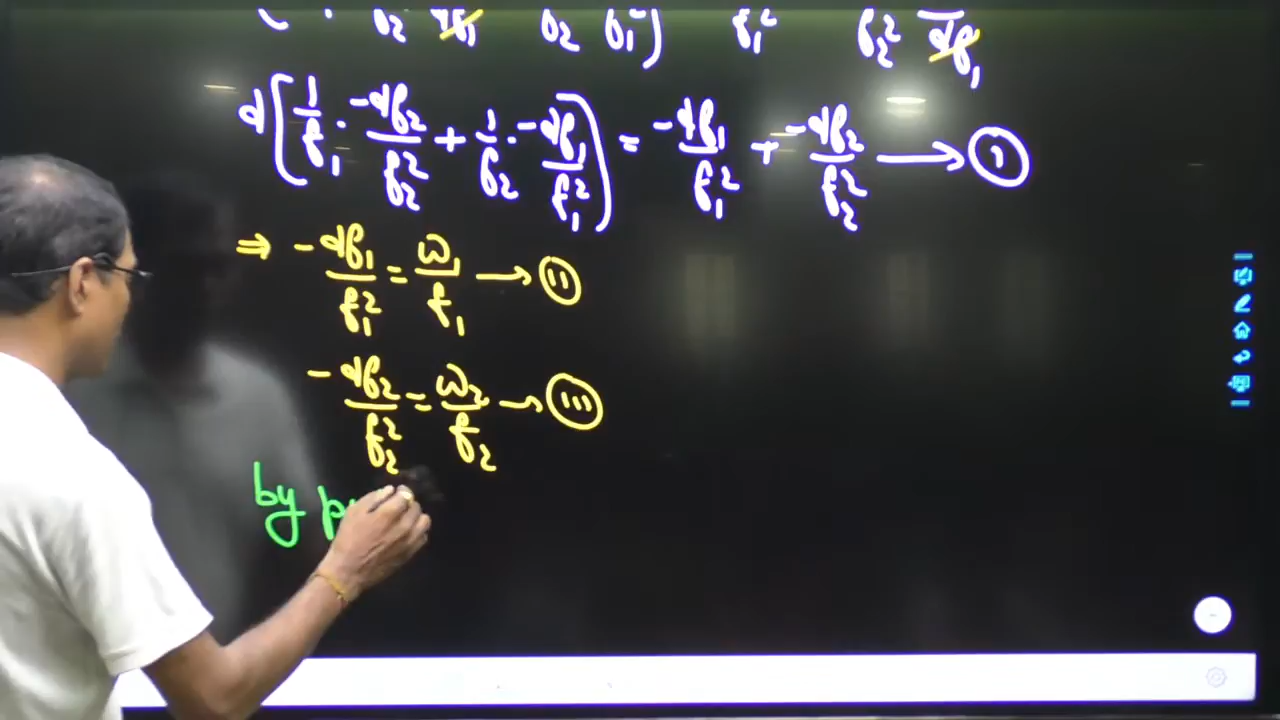 d[1/f₁ · -df₂/f₂² + 1/f₂ · -df₁/f₁²] = -df₁/f₁² + -df₂/f₂² → (I)
⇒ -df₁/f₁² = ω₁/f₁ → (II)
-df₂/f₂² = ω₂/f₂ → (III)
by